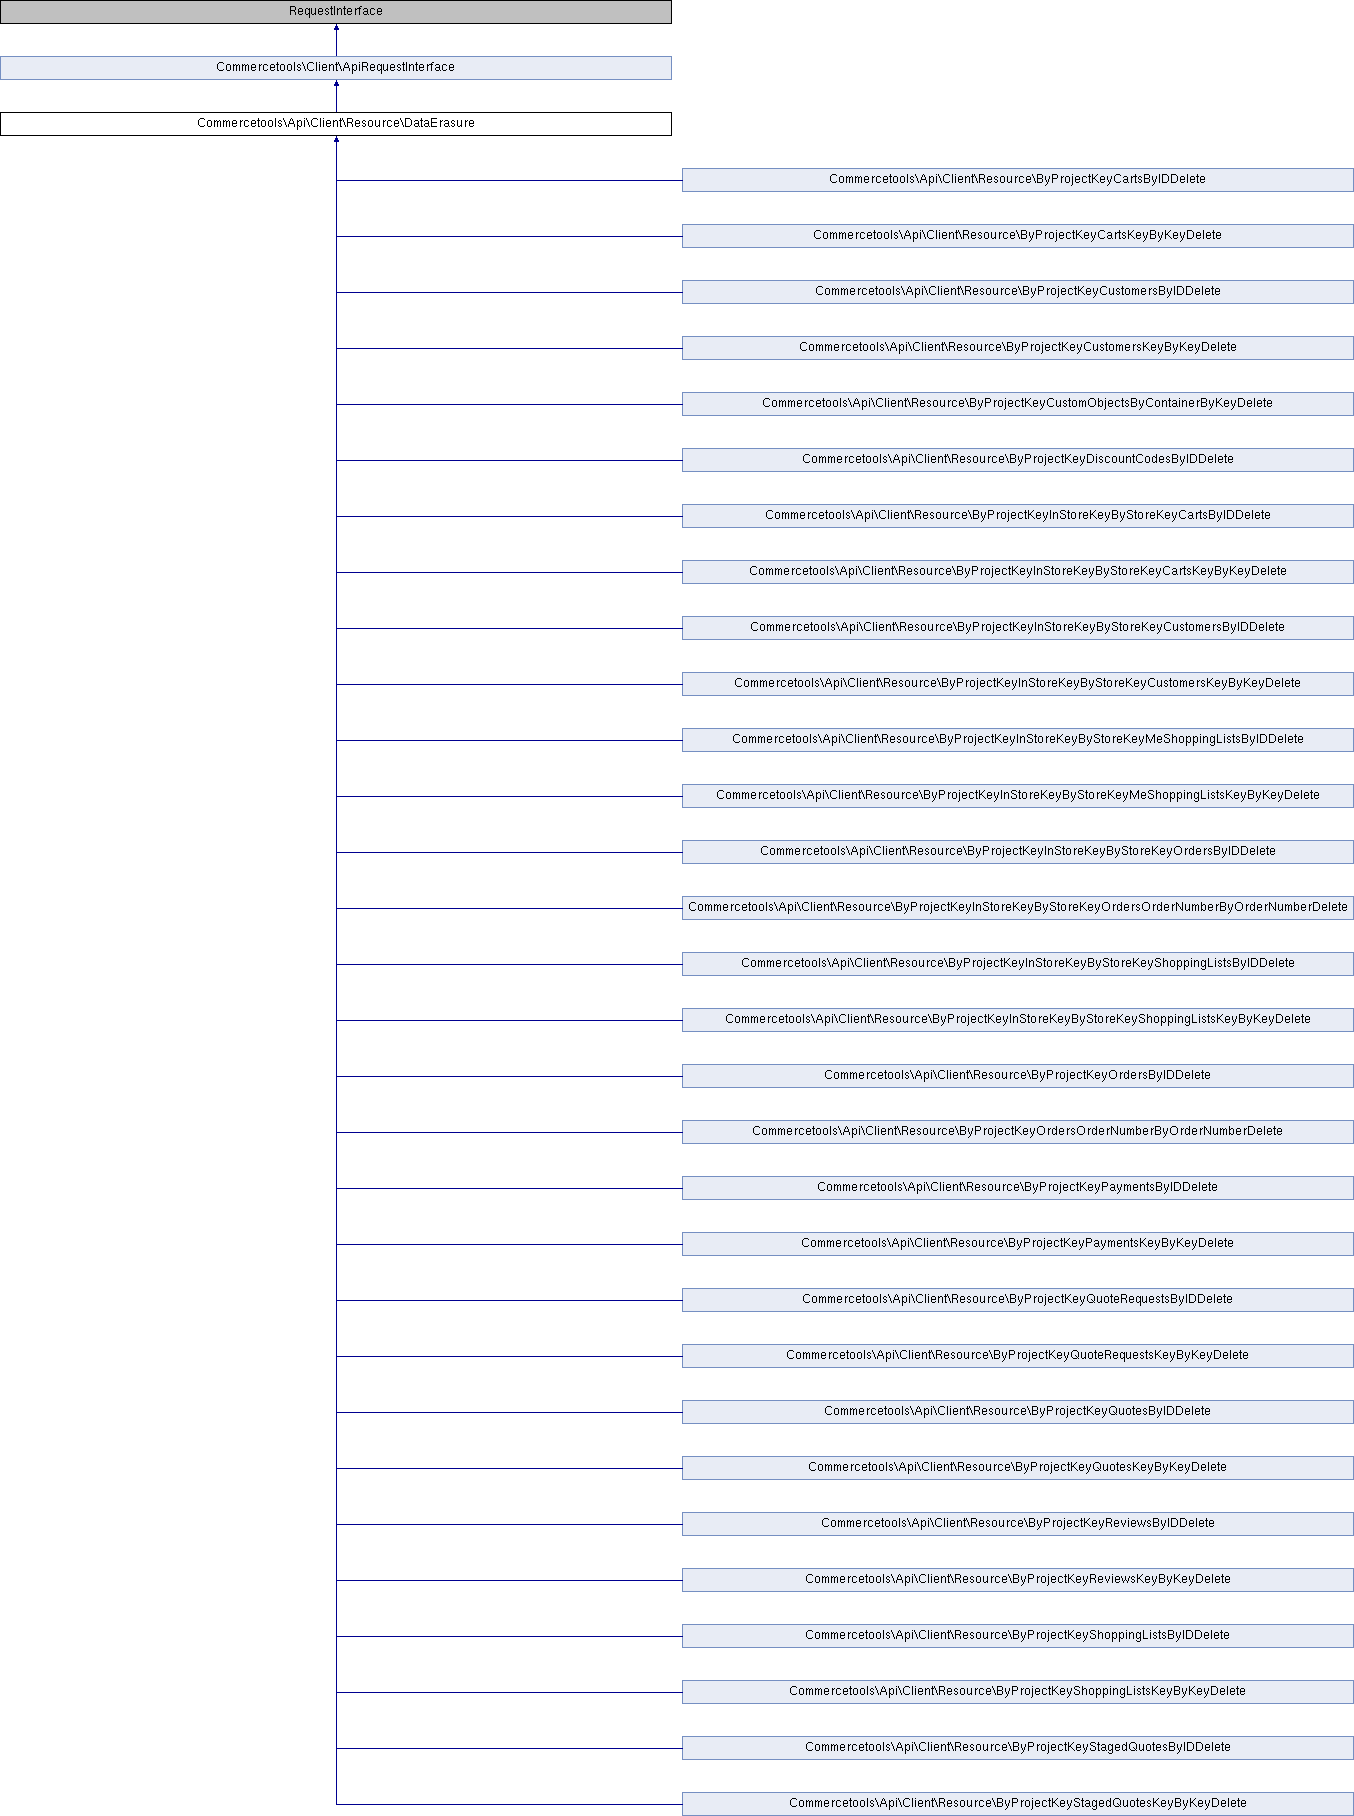 RequestInterface
Commercetools\Client\ApiRequestInterface
Commercetools\Api\Client\Resource\DataErasure
Commercetools\Api\Client\Resource\ByProjectKeyCartsByIDDelete
Commercetools\Api\Client\Resource\ByProjectKeyCartsKeyByKeyDelete
Commercetools\Api\Client\Resource\ByProjectKeyCustomersByIDDelete
Commercetools\Api\Client\Resource\ByProjectKeyCustomersKeyByKeyDelete
Commercetools\Api\Client\Resource\ByProjectKeyCustomObjectsByContainerByKeyDelete
Commercetools\Api\Client\Resource\ByProjectKeyDiscountCodesByIDDelete
Commercetools\Api\Client\Resource\ByProjectKeyInStoreKeyByStoreKeyCartsByIDDelete
Commercetools\Api\Client\Resource\ByProjectKeyInStoreKeyByStoreKeyCartsKeyByKeyDelete
Commercetools\Api\Client\Resource\ByProjectKeyInStoreKeyByStoreKeyCustomersByIDDelete
Commercetools\Api\Client\Resource\ByProjectKeyInStoreKeyByStoreKeyCustomersKeyByKeyDelete
Commercetools\Api\Client\Resource\ByProjectKeyInStoreKeyByStoreKeyMeShoppingListsByIDDelete
Commercetools\Api\Client\Resource\ByProjectKeyInStoreKeyByStoreKeyMeShoppingListsKeyByKeyDelete
Commercetools\Api\Client\Resource\ByProjectKeyInStoreKeyByStoreKeyOrdersByIDDelete
Commercetools\Api\Client\Resource\ByProjectKeyInStoreKeyByStoreKeyOrdersOrderNumberByOrderNumberDelete
Commercetools\Api\Client\Resource\ByProjectKeyInStoreKeyByStoreKeyShoppingListsByIDDelete
Commercetools\Api\Client\Resource\ByProjectKeyInStoreKeyByStoreKeyShoppingListsKeyByKeyDelete
Commercetools\Api\Client\Resource\ByProjectKeyOrdersByIDDelete
Commercetools\Api\Client\Resource\ByProjectKeyOrdersOrderNumberByOrderNumberDelete
Commercetools\Api\Client\Resource\ByProjectKeyPaymentsByIDDelete
Commercetools\Api\Client\Resource\ByProjectKeyPaymentsKeyByKeyDelete
Commercetools\Api\Client\Resource\ByProjectKeyQuoteRequestsByIDDelete
Commercetools\Api\Client\Resource\ByProjectKeyQuoteRequestsKeyByKeyDelete
Commercetools\Api\Client\Resource\ByProjectKeyQuotesByIDDelete
Commercetools\Api\Client\Resource\ByProjectKeyQuotesKeyByKeyDelete
Commercetools\Api\Client\Resource\ByProjectKeyReviewsByIDDelete
Commercetools\Api\Client\Resource\ByProjectKeyReviewsKeyByKeyDelete
Commercetools\Api\Client\Resource\ByProjectKeyShoppingListsByIDDelete
Commercetools\Api\Client\Resource\ByProjectKeyShoppingListsKeyByKeyDelete
Commercetools\Api\Client\Resource\ByProjectKeyStagedQuotesByIDDelete
Commercetools\Api\Client\Resource\ByProjectKeyStagedQuotesKeyByKeyDelete